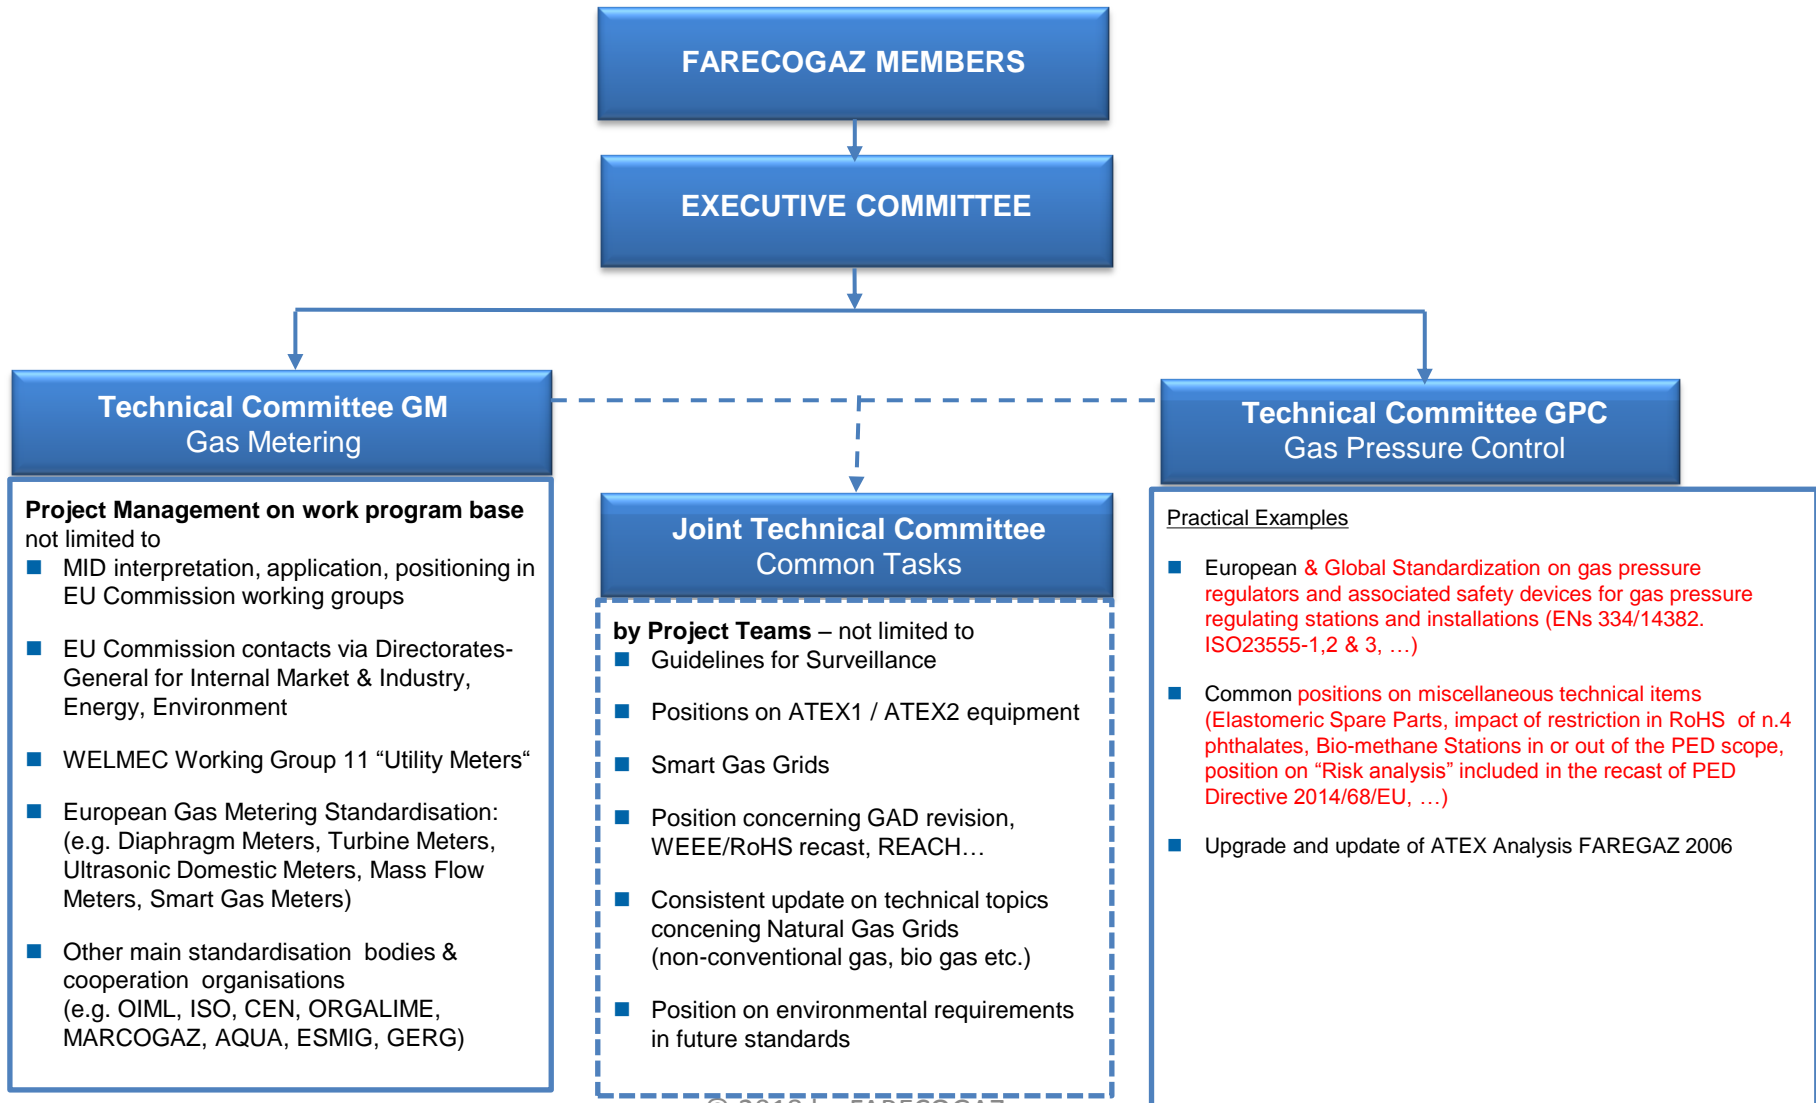 FARECOGAZ MEMBERS
EXECUTIVE COMMITTEE
Technical Committee GM
Gas Metering
Project Management on work program base
not limited to
MID interpretation, application, positioning in
EU Commission working groups
EU Commission contacts via Directorates-
General for Internal Market & Industry,
Energy, Environment
WELMEC Working Group 11 “Utility Meters“
European Gas Metering Standardisation:
(e.g. Diaphragm Meters, Turbine Meters,
Ultrasonic Domestic Meters, Mass Flow
Meters, Smart Gas Meters)
Other main standardisation bodies &
cooperation organisations
(e.g. OIML, ISO, CEN, ORGALIME,
MARCOGAZ, AQUA, ESMIG, GERG)
Joint Technical Committee
Common Tasks
by Project Teams – not limited to
Guidelines for Surveillance
Positions on ATEX1 / ATEX2 equipment
Smart Gas Grids
Position concerning GAD revision,
WEEE/RoHS recast, REACH…
Consistent update on technical topics
concening Natural Gas Grids
(non-conventional gas, bio gas etc.)
Position on environmental requirements
in future standards
Technical Committee GPC
Gas Pressure Control
Practical Examples
European & Global Standardization on gas pressure
regulators and associated safety devices for gas pressure
regulating stations and installations (ENs 334/14382.
ISO23555-1,2 & 3, …)
Common positions on miscellaneous technical items
(Elastomeric Spare Parts, impact of restriction in RoHS of n.4
phthalates, Bio-methane Stations in or out of the PED scope,
position on “Risk analysis” included in the recast of PED
Directive 2014/68/EU, …)
Upgrade and update of ATEX Analysis FAREGAZ 2006
FARECOGAZ